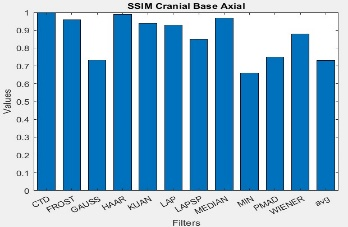 SSIM Cranial Base Axial
Values
1
0.9
0.8
0.7
0.6
0.5
0.4
0.3
0.2
0.1
0
CTD FROST GAUSS HAAR KUAN LAP LAPSP MEDIAN MIN PMAD WIENER avg
Filters